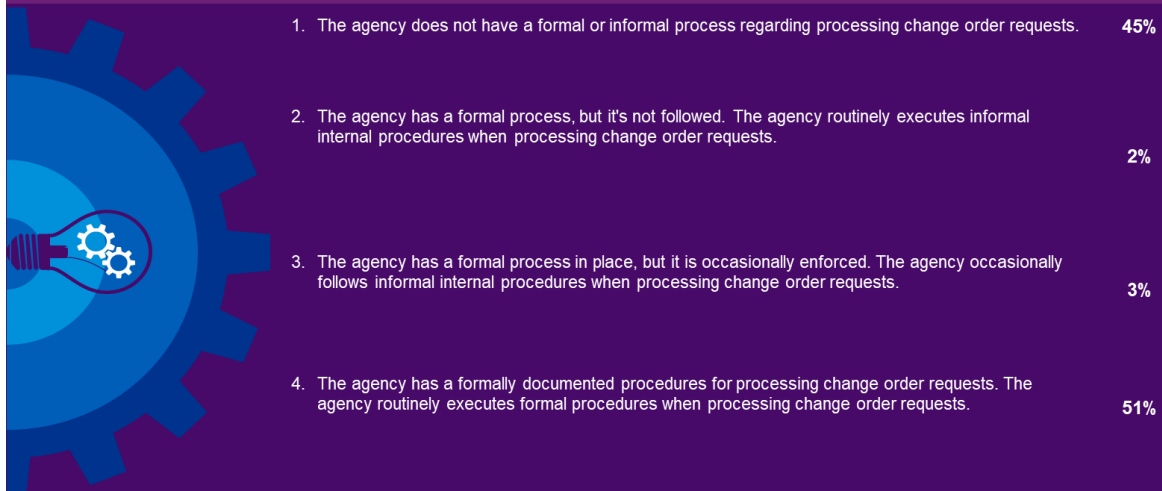 1. The agency does not have a formal or informal process regarding processing change order requests. 45%
2. The agency has a formal process, but it's not followed. The agency routinely executes informal
internal procedures when processing change order requests.
2%
3. The agency has a formal process in place, but it is occasionally enforced. The agency occasionally
follows informal internal procedures when processing change order requests.
3%
4. The agency has a formally documented procedures for processing change order requests. The
agency routinely executes formal procedures when processing change order requests.
51%